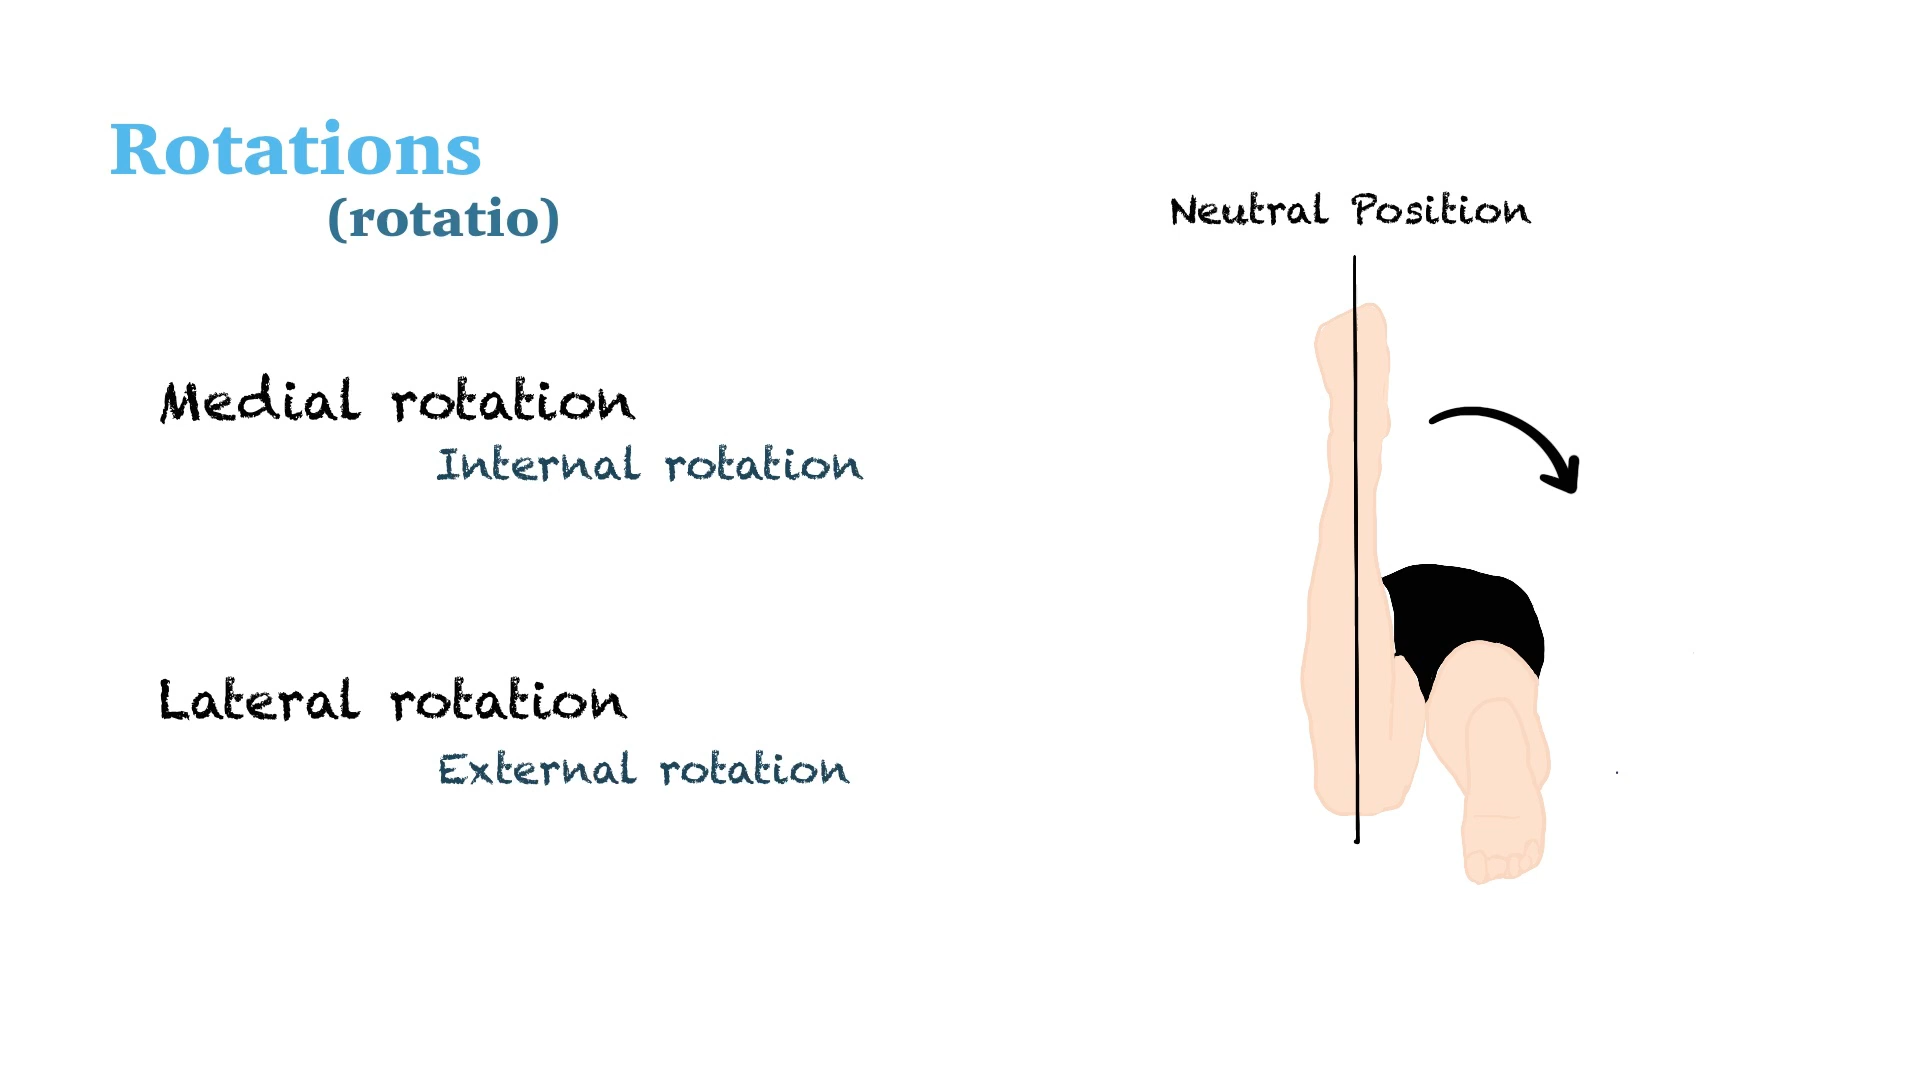 Rotations
(rotatio)
Neutral Position
Medial rotation
Internal rotation
Lateral rotation
External rotation